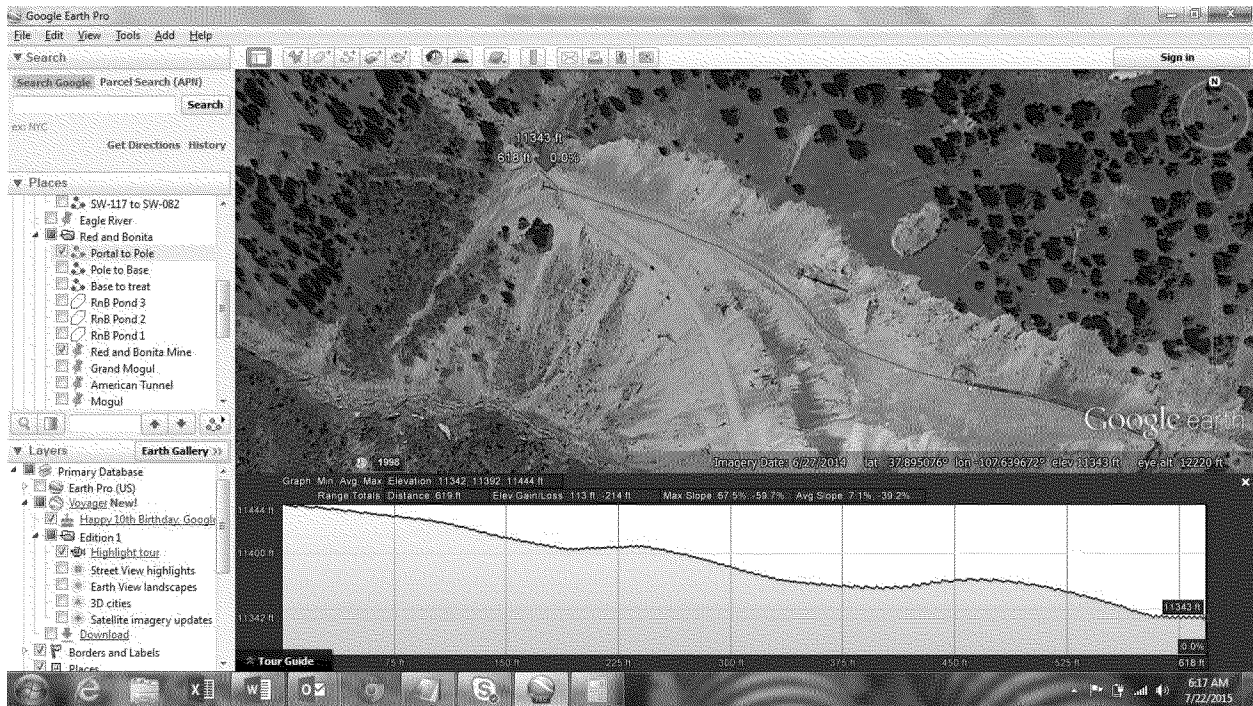 Google Earth Pro
File Edit View Tools Add Help
▼ Search
Search Google Parcel Search (APN)
Search
ex: NYC
Get Directions History
▼ Places
SW-117 to SW-082
Eagle River
Red and Bonita
Portal to Pole
Pole to Base
Base to treat
RnB Pond 3
RnB Pond 2
RnB Pond 1
Red and Bonita Mine
Grand Mogul
American Tunnel
Mogul
▼ Layers
Earth Gallery >>
Primary Database
Earth Pro (US)
Voyager New!
Happy 10th Birthday, Googl
Edition 1
Highlight tour
Street View highlights
Earth View landscapes
3D cities
Satellite imagery updates
Download
Borders and Labels
Places
Sign in
N
11343 ft
618 ft 0.0%
Google earth
1998
Imagery Date: 6/27/2014 lat 37.895076° lon -107.639672° elev 11343 ft eye alt 12220 ft
Graph: Min, Avg, Max Elevation: 11342, 11392, 11444 ft
Range Totals: Distance: 619 ft Elev Gain/Loss: 113 ft, -214 ft Max Slope: 67.5%, -59.7% Avg Slope: 7.1%, -39.2%
11444 ft
11400 ft
11342 ft
11343 ft
0.0%
Tour Guide
75 ft 150 ft 225 ft 300 ft 375 ft 450 ft 525 ft 618 ft
6:17 AM
7/22/2015